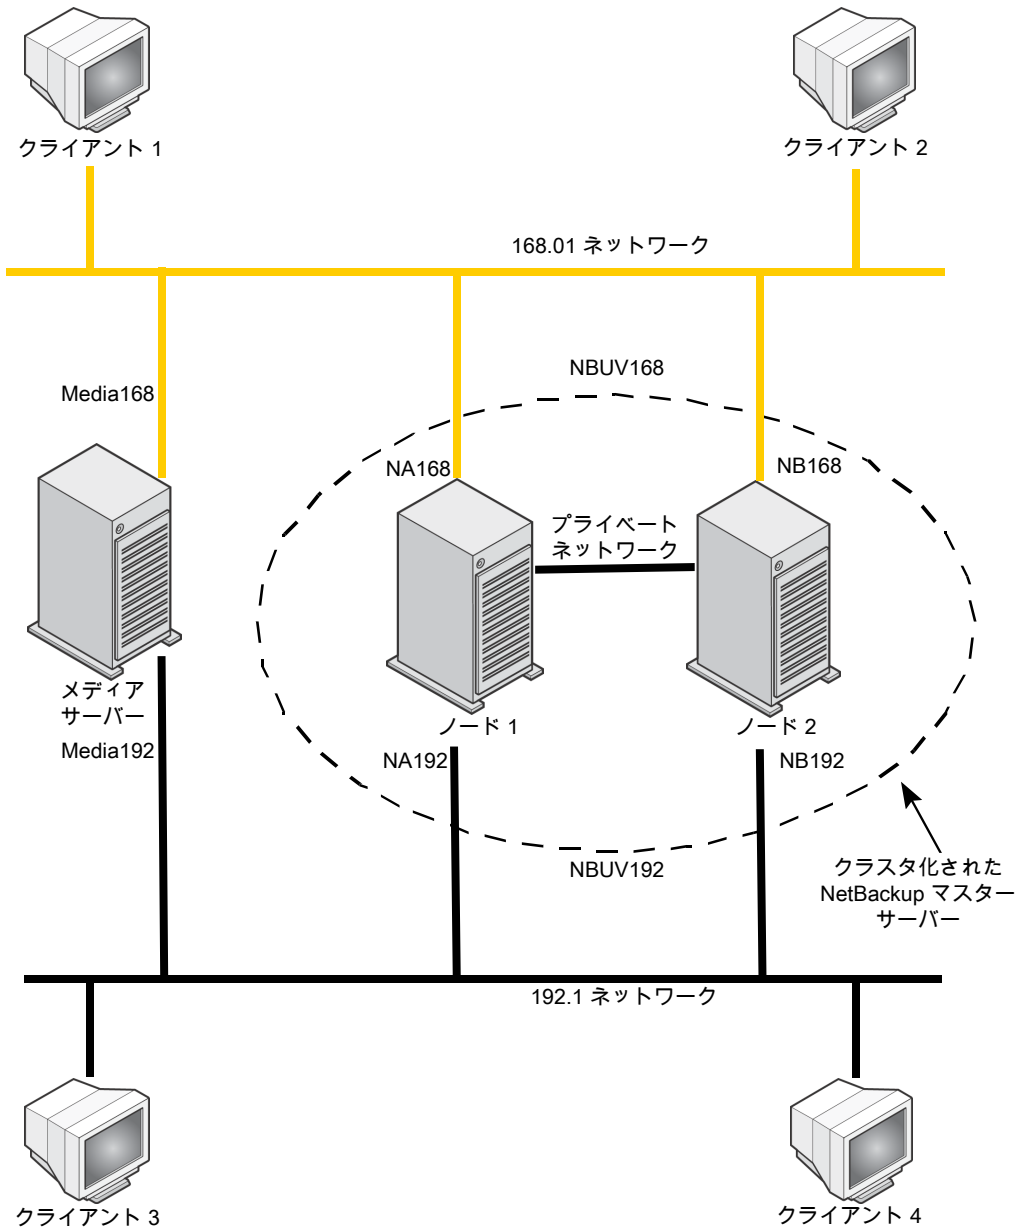 クライアント 1
クライアント 2
168.01 ネットワーク
NBUV168
Media168
NA168
NB168
プライベート
ネットワーク
メディア
サーバー
ノード 1
ノード 2
Media192
NA192
NB192
NBUV192
クラスタ化された
NetBackup マスター
サーバー
192.1 ネットワーク
クライアント 3
クライアント 4